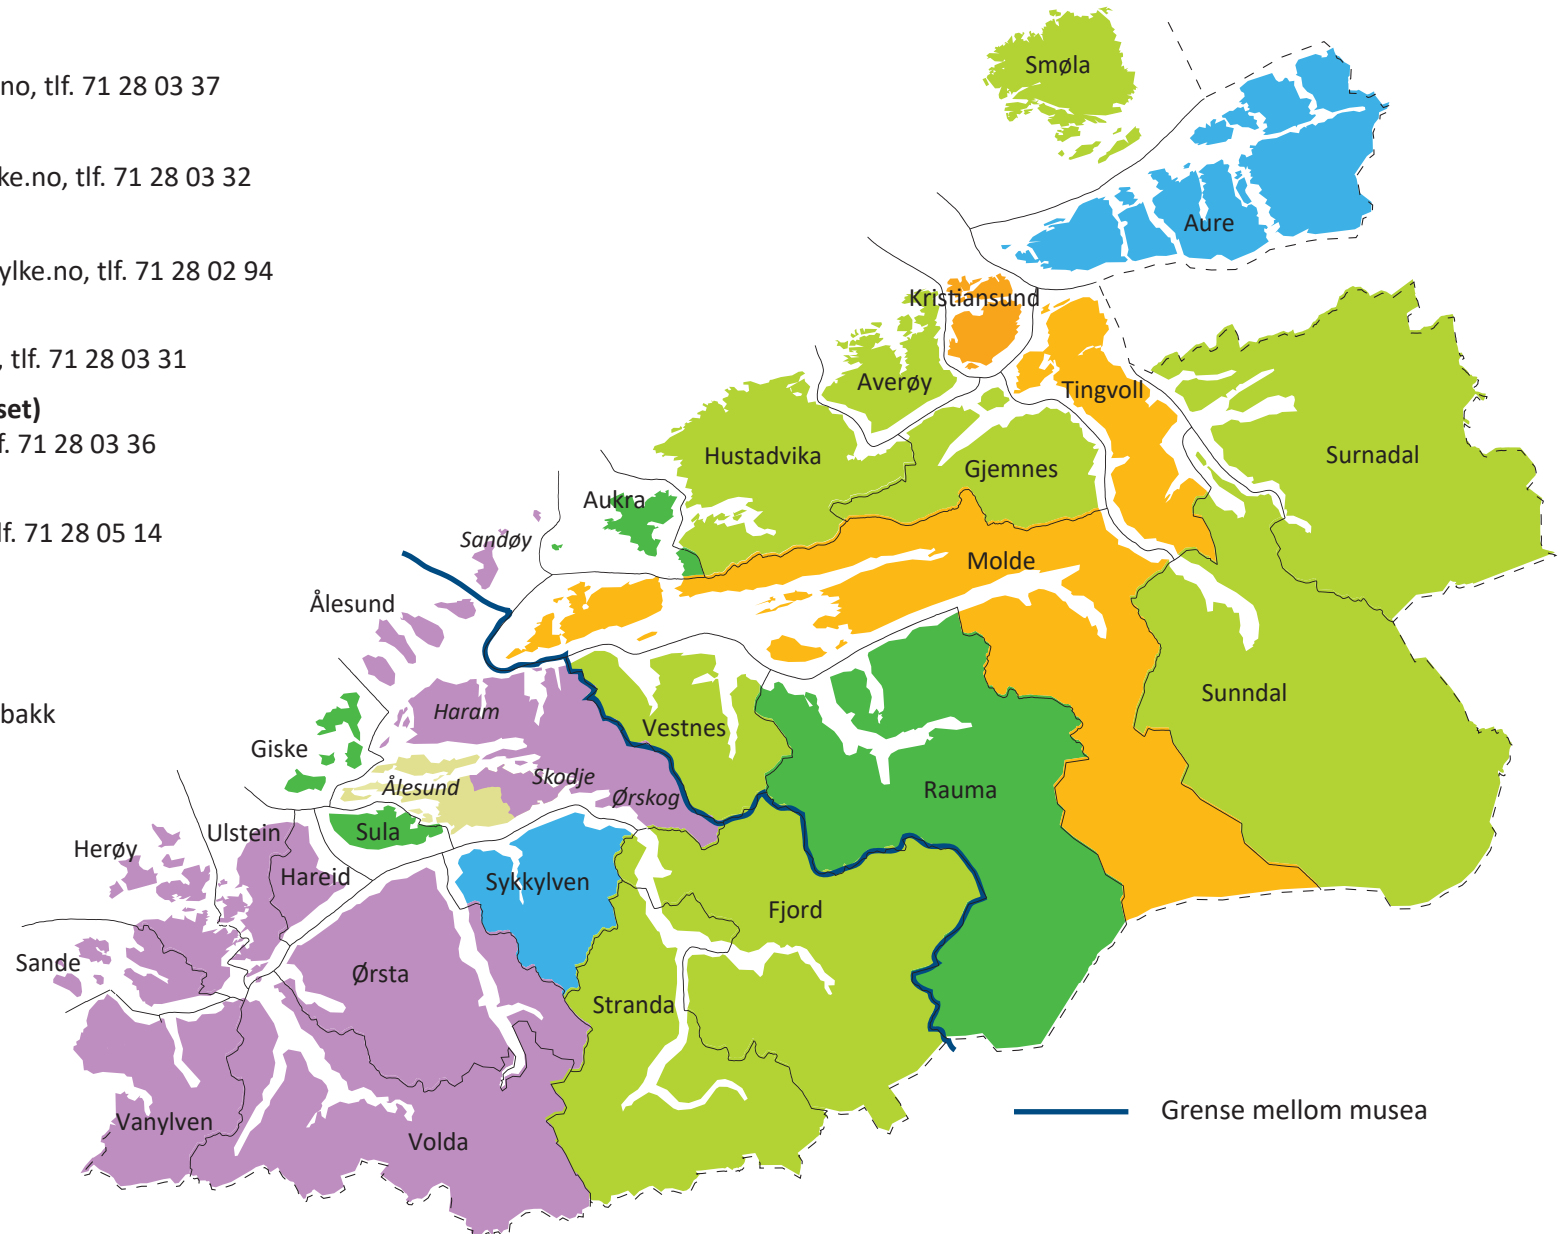 no, tlf. 71 28 03 37
ke.no, tlf. 71 28 03 32
ylke.no, tlf. 71 28 02 94
, tlf. 71 28 03 31
set)
f. 71 28 03 36
lf. 71 28 05 14
bakk
Smøla
Aure
Kristiansund
Averøy
Tingvoll
Hustadvika
Gjemnes
Surnadal
Aukra
Sandøy
Molde
Ålesund
Sunndal
Haram
Vestnes
Giske
Skodje
Ålesund
Ørskog
Rauma
Ulstein
Sula
Herøy
Hareid
Sykkylven
Fjord
Sande
Ørsta
Stranda
Vanylven
Volda
Grense mellom musea